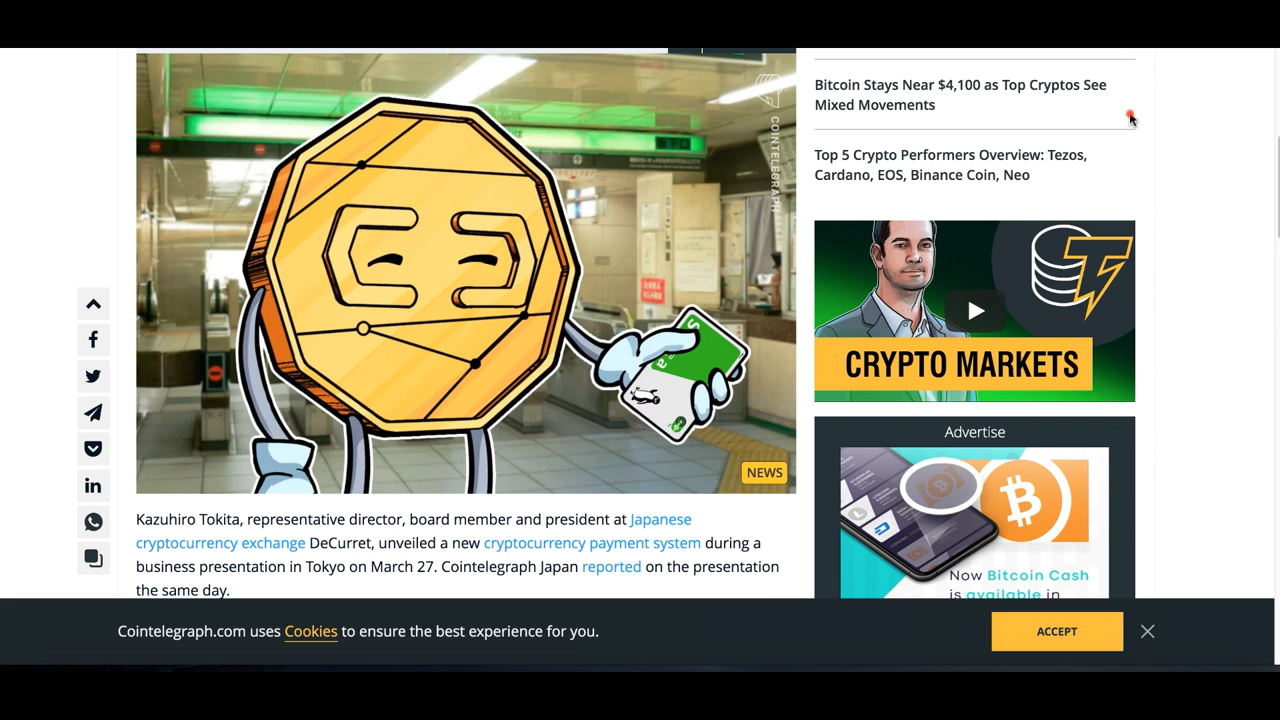 COINTELEGRAPH
NEWS
Kazuhiro Tokita, representative director, board member and president at Japanese
cryptocurrency exchange DeCurret, unveiled a new cryptocurrency payment system during a
business presentation in Tokyo on March 27. Cointelegraph Japan reported on the presentation
the same day.
Bitcoin Stays Near $4,100 as Top Cryptos See
Mixed Movements
Top 5 Crypto Performers Overview: Tezos,
Cardano, EOS, Binance Coin, Neo
CRYPTO MARKETS
Advertise
Now Bitcoin Cash
is available in
Cointelegraph.com uses Cookies to ensure the best experience for you.
ACCEPT